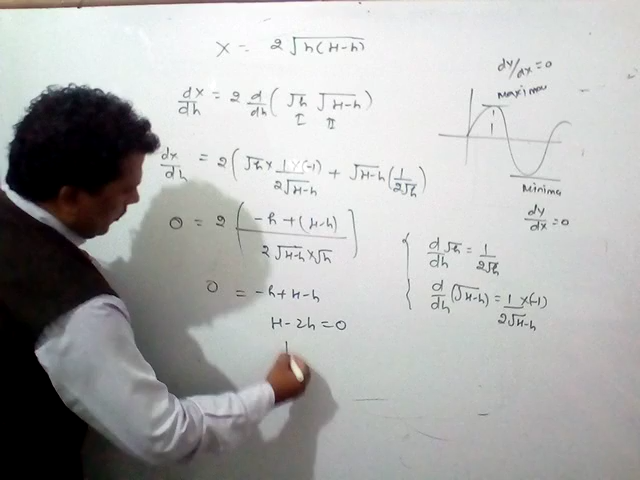 x = 2√h(H-h)
dx/dh = 2 d/dh (√h √H-h)
I II
dx/dh = 2(√h × 1×(-1)/2√H-h + √H-h (1/2√h))
0 = 2(-h+(H-h)/2√H-h×√h)
0 = -h+H-h
H-2h=0
dy/dx=0
Maxima
Minima
dy/dx=0
d/dh √h = 1/2√h
d/dh (√H-h) = 1×(-1)/2√H-h